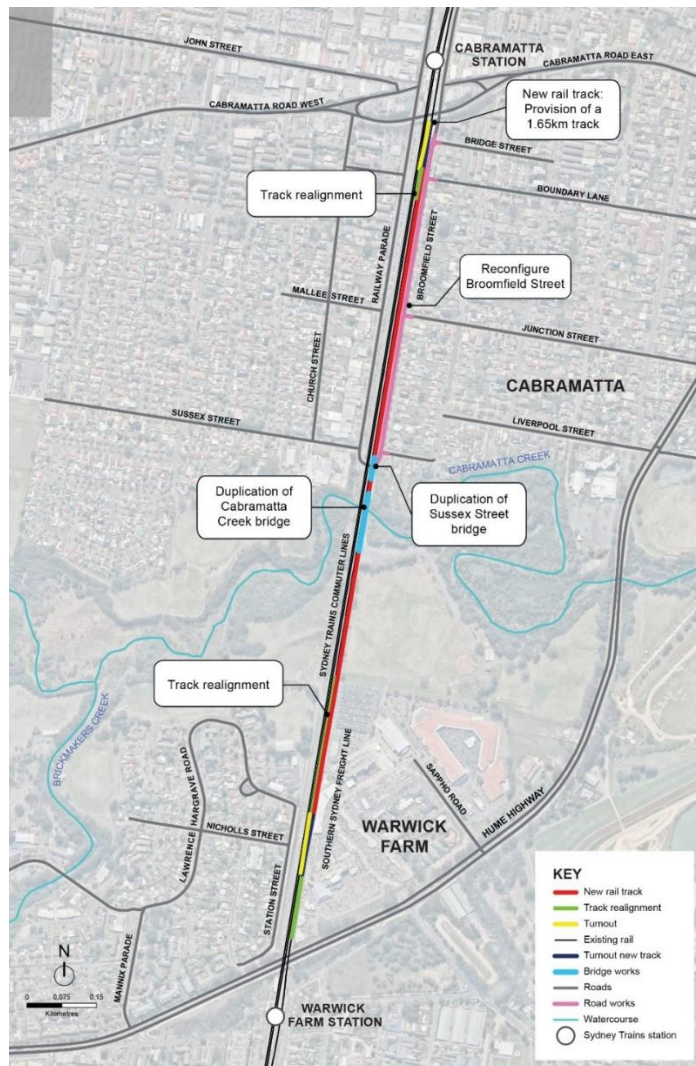 JOHN STREET
CABRAMATTA
STATION
CABRAMATTA ROAD EAST
CABRAMATTA ROAD WEST
New rail track:
Provision of a
1.65km track
BRIDGE STREET
Track realignment
BOUNDARY LANE
RAILWAY PARADE
BROOMFIELD STREET
Reconfigure
Broomfield Street
MALLEE STREET
CHURCH STREET
JUNCTION STREET
CABRAMATTA
SUSSEX STREET
LIVERPOOL STREET
CABRAMATTA CREEK
Duplication of
Cabramatta
Creek bridge
Duplication of
Sussex Street
bridge
SYDNEY TRAINS COMMUTER LINES
Track realignment
BRICKMAKERS CREEK
LAWRENCE HARGRAVE ROAD
SOUTHERN SYDNEY FREIGHT LINE
SAPPHO ROAD
HUME HIGHWAY
NICHOLLS STREET
WARWICK
FARM
STATION STREET
MANNIX PARADE
N
0 0.075 0.15
Kilometres
WARWICK
FARM STATION
KEY
New rail track
Track realignment
Turnout
Existing rail
Turnout new track
Bridge works
Roads
Road works
Watercourse
Sydney Trains station